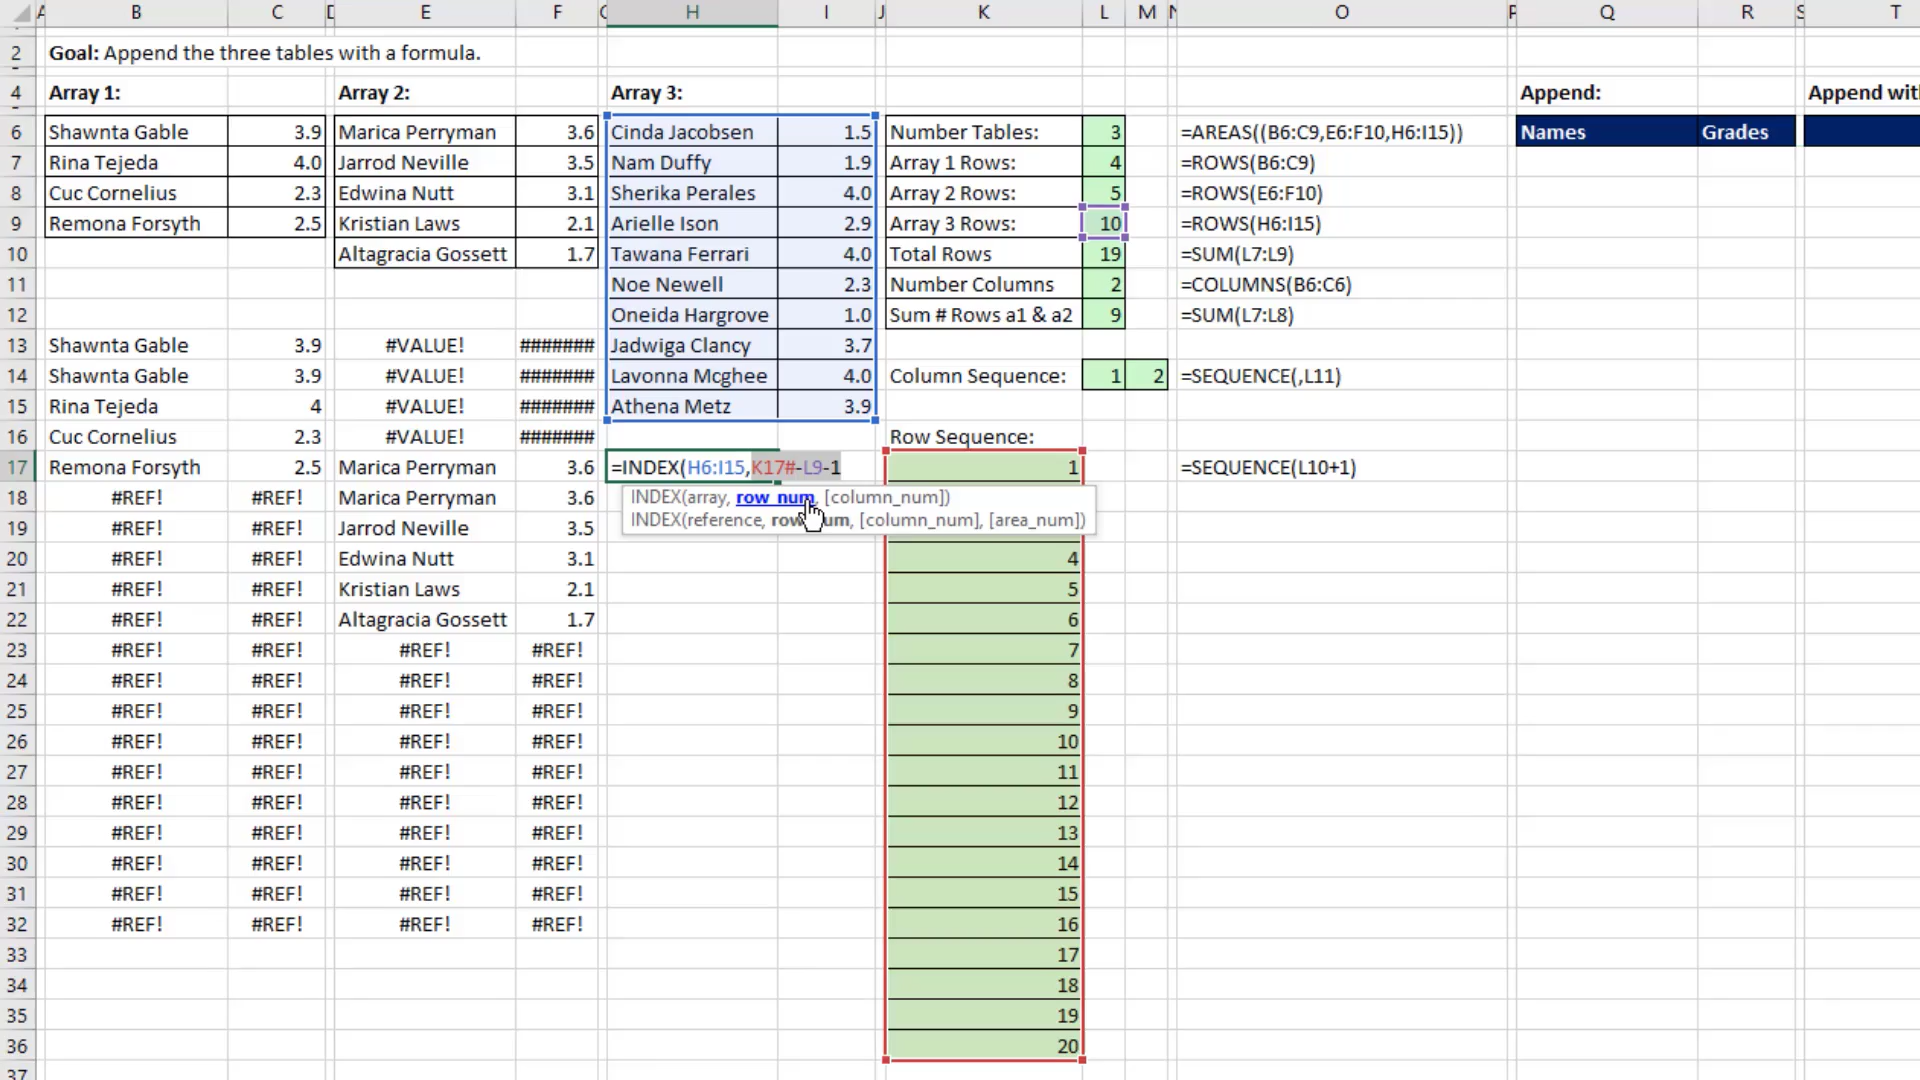 A B C D E F G H I J K L M N O P Q R S T
2 Goal: Append the three tables with a formula.
4 Array 1: Array 2: Array 3: Append: Append with
6 Shawnta Gable 3.9 Marica Perryman 3.6 Cinda Jacobsen 1.5 Number Tables: 3 =AREAS((B6:C9,E6:F10,H6:I15)) Names Grades
7 Rina Tejeda 4.0 Jarrod Neville 3.5 Nam Duffy 1.9 Array 1 Rows: 4 =ROWS(B6:C9)
8 Cuc Cornelius 2.3 Edwina Nutt 3.1 Sherika Perales 4.0 Array 2 Rows: 5 =ROWS(E6:F10)
9 Remona Forsyth 2.5 Kristian Laws 2.1 Arielle Ison 2.9 Array 3 Rows: 10 =ROWS(H6:I15)
10 Altagracia Gossett 1.7 Tawana Ferrari 4.0 Total Rows 19 =SUM(L7:L9)
11 Noe Newell 2.3 Number Columns 2 =COLUMNS(B6:C6)
12 Oneida Hargrove 1.0 Sum # Rows a1 & a2 9 =SUM(L7:L8)
13 Shawnta Gable 3.9 #VALUE! ####### Jadwiga Clancy 3.7
14 Shawnta Gable 3.9 #VALUE! ####### Lavonna Mcghee 4.0 Column Sequence: 1 2 =SEQUENCE(,L11)
15 Rina Tejeda 4 #VALUE! ####### Athena Metz 3.9
16 Cuc Cornelius 2.3 #VALUE! ####### Row Sequence:
17 Remona Forsyth 2.5 Marica Perryman 3.6 =INDEX(H6:I15,K17#-L9-1 1 =SEQUENCE(L10+1)
18 #REF! #REF! Marica Perryman 3.6 INDEX(array, row_num, [column_num])
19 #REF! #REF! Jarrod Neville 3.5 INDEX(reference, row_num, [column_num], [area_num])
20 #REF! #REF! Edwina Nutt 3.1 4
21 #REF! #REF! Kristian Laws 2.1 5
22 #REF! #REF! Altagracia Gossett 1.7 6
23 #REF! #REF! #REF! #REF! 7
24 #REF! #REF! #REF! #REF! 8
25 #REF! #REF! #REF! #REF! 9
26 #REF! #REF! #REF! #REF! 10
27 #REF! #REF! #REF! #REF! 11
28 #REF! #REF! #REF! #REF! 12
29 #REF! #REF! #REF! #REF! 13
30 #REF! #REF! #REF! #REF! 14
31 #REF! #REF! #REF! #REF! 15
32 #REF! #REF! #REF! #REF! 16
33 17
34 18
35 19
36 20
37